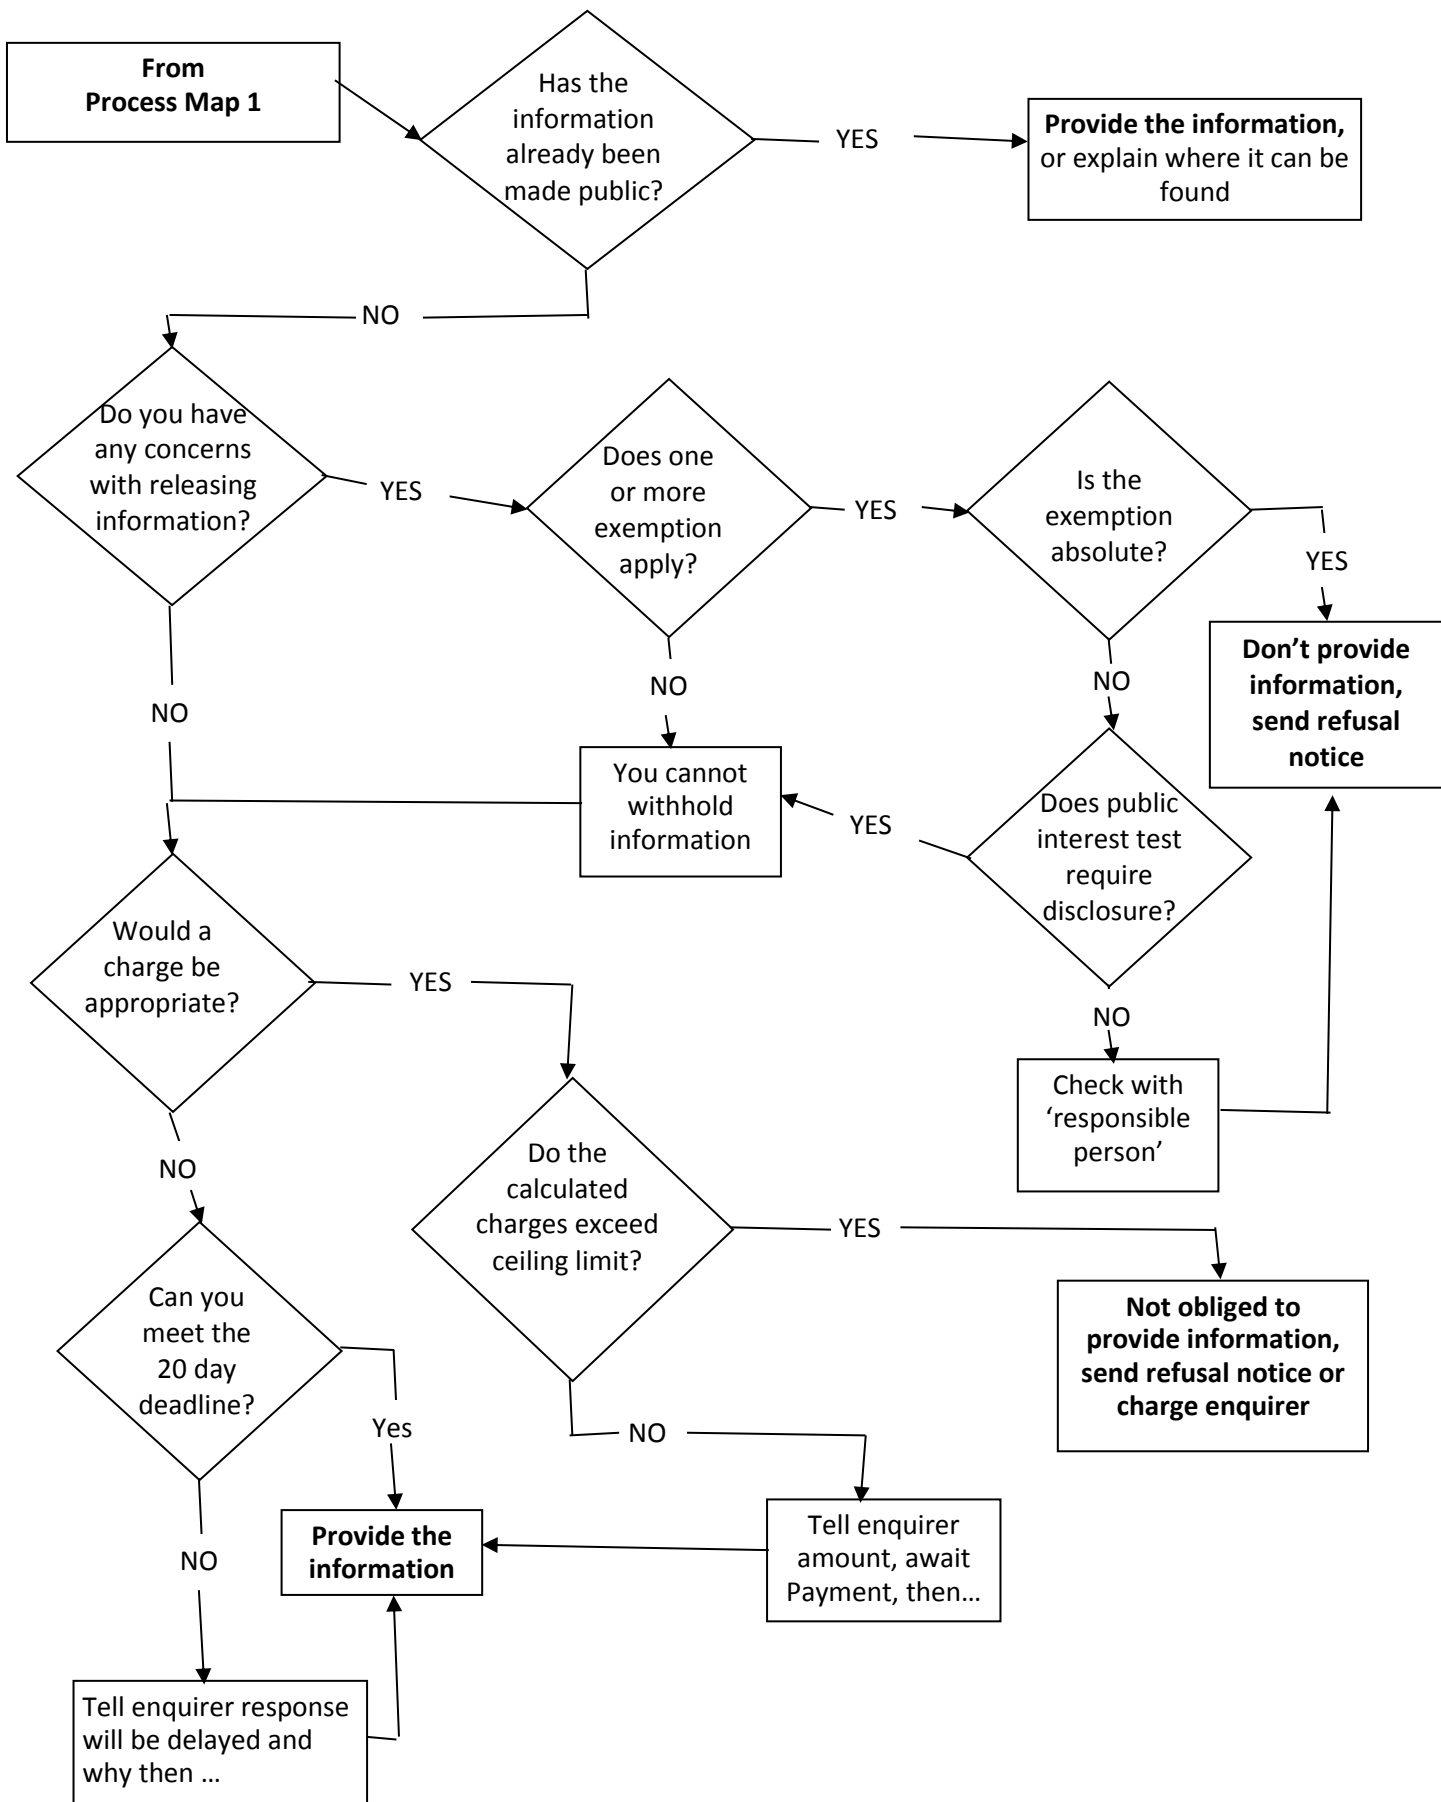 From
Process Map 1
Has the
information
already been
made public?
YES
Provide the information,
or explain where it can be
found
NO
Do you have
any concerns
with releasing
information?
YES
Does one
or more
exemption
apply?
YES
Is the
exemption
absolute?
YES
Don’t provide
information,
send refusal
notice
NO
NO
NO
You cannot
withhold
information
YES
Does public
interest test
require
disclosure?
Would a
charge be
appropriate?
YES
NO
Check with
‘responsible
person’
NO
Do the
calculated
charges exceed
ceiling limit?
YES
Not obliged to
provide information,
send refusal notice or
charge enquirer
Can you
meet the
20 day
deadline?
Yes
NO
NO
Provide the
information
Tell enquirer
amount, await
Payment, then…
Tell enquirer response
will be delayed and
why then …